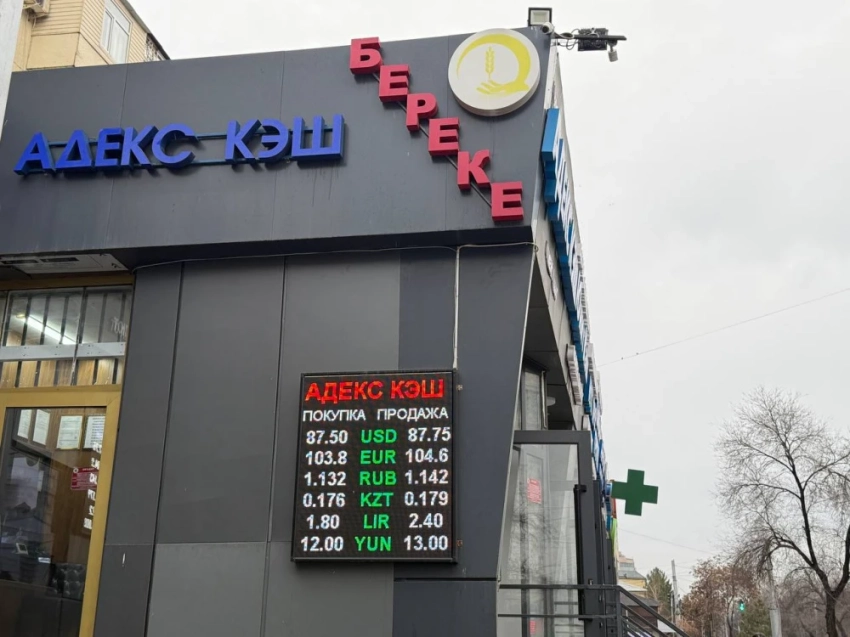 БЕРЕКЕ
АДЕКС КЭШ
АДЕКС КЭШ
ПОКУПКА ПРОДАЖА
87.50 USD 87.75
103.8 EUR 104.6
1.132 RUB 1.142
0.176 KZT 0.179
1.80 LIR 2.40
12.00 YUN 13.00